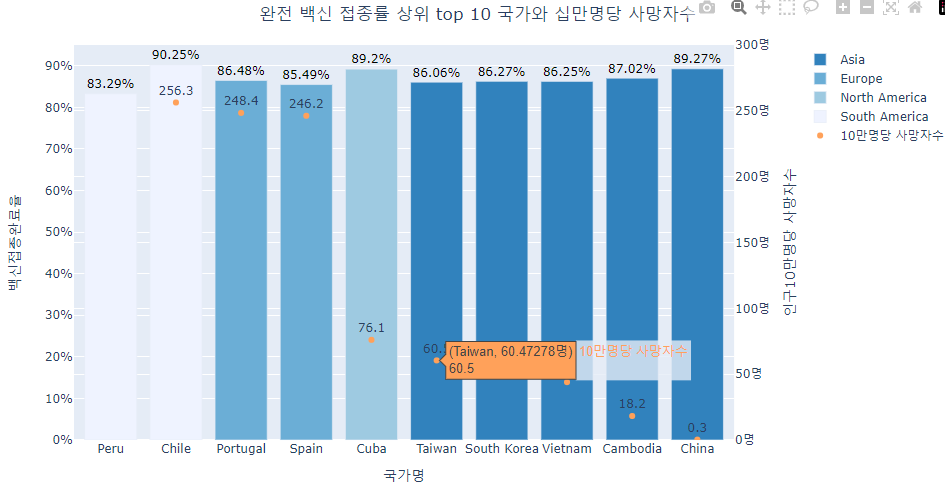 완전 백신 접종률 상위 top 10 국가와 십만명당 사망자수
백신접종완료율
90%
80%
70%
60%
50%
40%
30%
20%
10%
0%
83.29%
90.25%
86.48%
85.49%
89.2%
86.06%
86.27%
86.25%
87.02%
89.27%
256.3
248.4
246.2
76.1
60.
(Taiwan, 60.47278명)
60.5
10만명당 사망자수
18.2
0.3
Peru
Chile
Portugal
Spain
Cuba
Taiwan
South Korea
Vietnam
Cambodia
China
국가명
300명
250명
200명
150명
100명
50명
0명
인구10만명당 사망자수
Asia
Europe
North America
South America
10만명당 사망자수